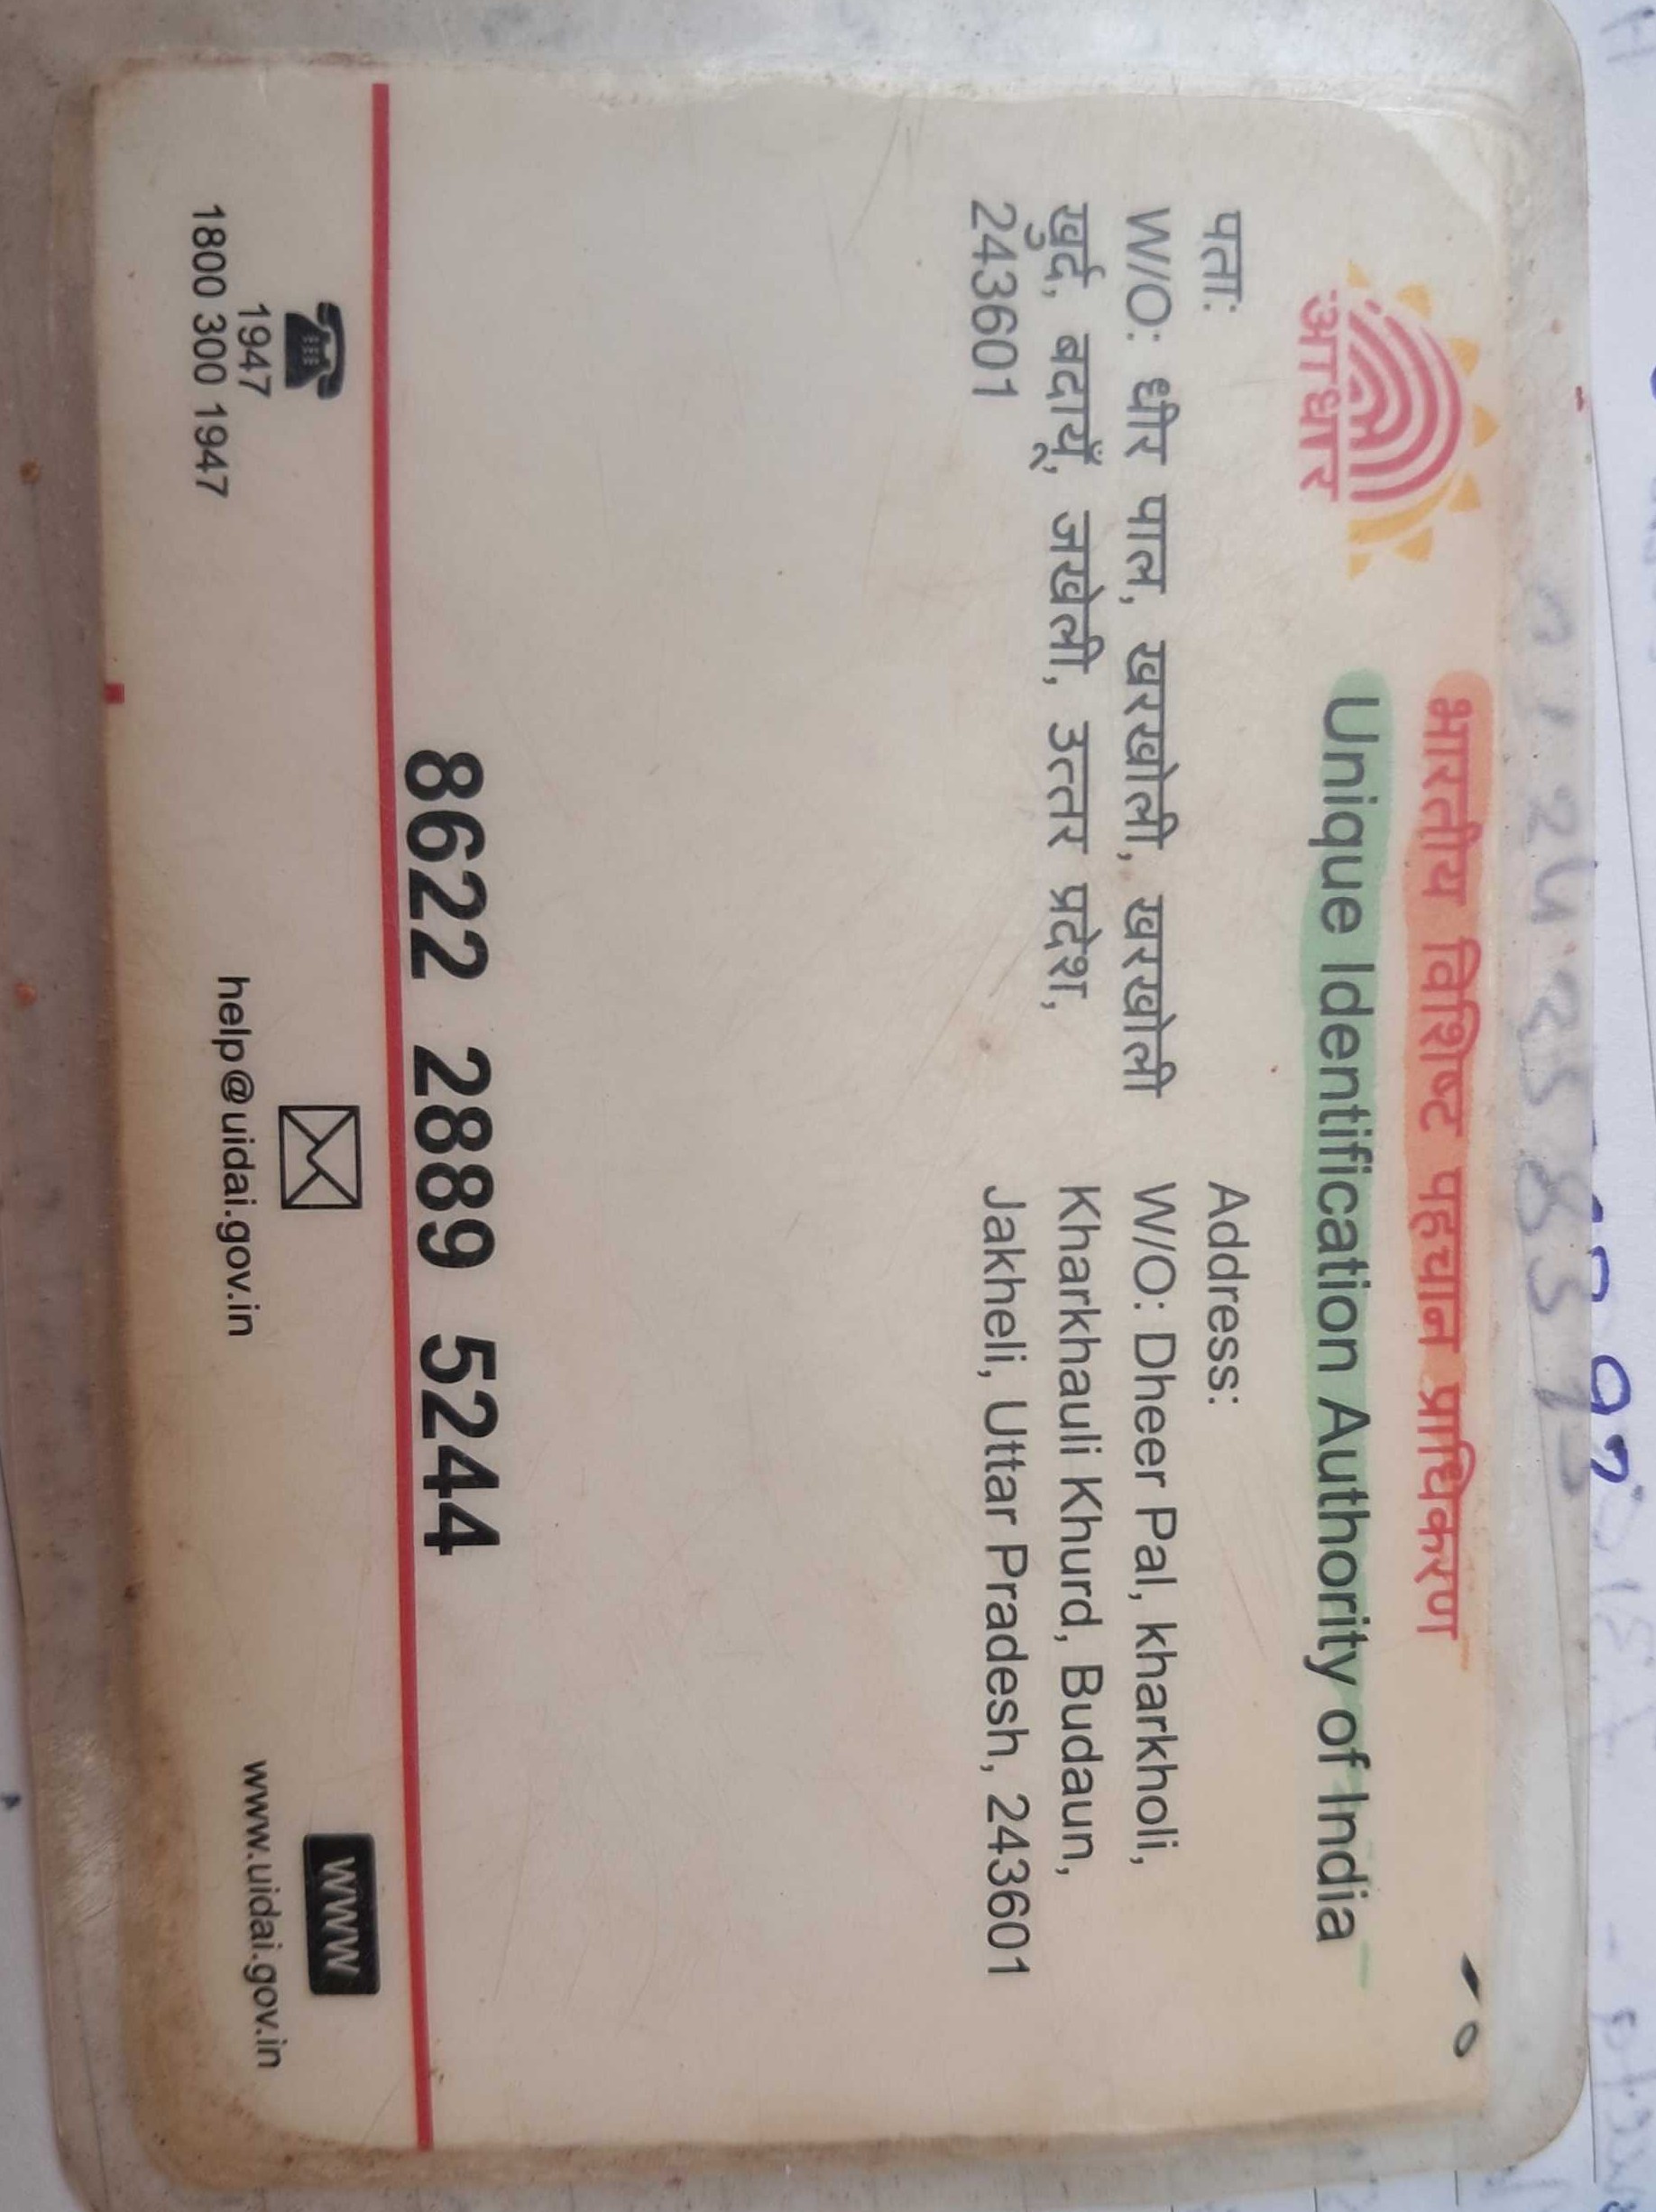 भारतीय विशिष्ट पहचान प्राधिकरण
Unique Identification Authority of India
आधार
पता:
W/O: धीर पाल, खरखोली, खरखोली
खुर्द, बदायूँ, जखेली, उत्तर प्रदेश,
243601
Address:
W/O: Dheer Pal, kharkholi,
Kharkhauli Khurd, Budaun,
Jakheli, Uttar Pradesh, 243601
8622 2889 5244
1947
1800 300 1947
help@uidai.gov.in
WWW
www.uidai.gov.in